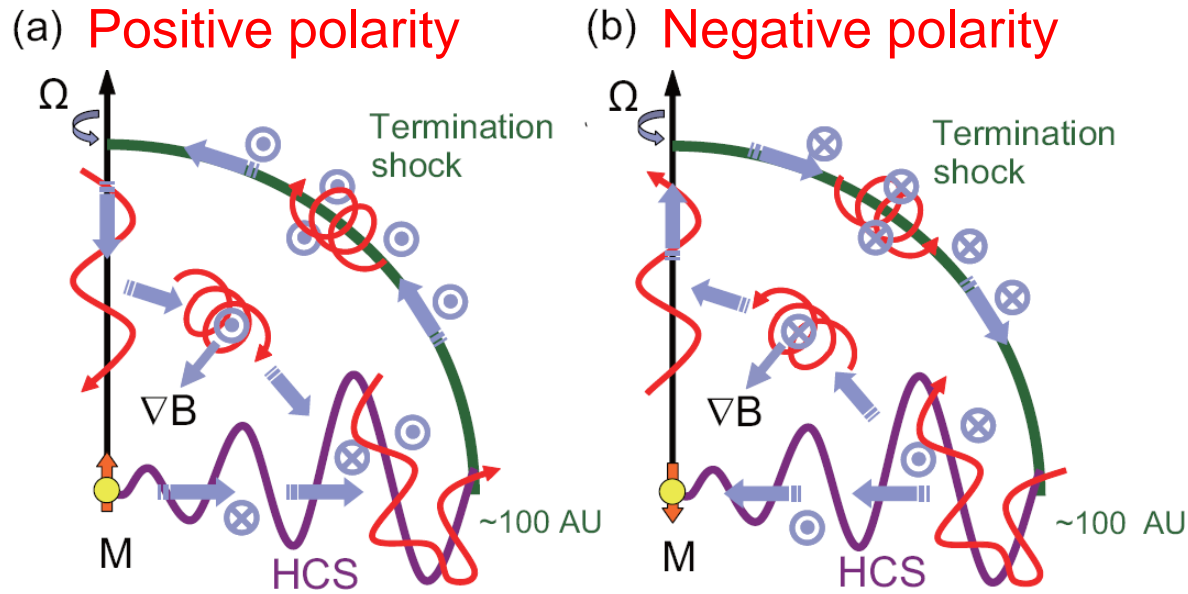 (a) Positive polarity
Ω
Termination
shock
∇B
M
HCS
~100 AU
(b) Negative polarity
Ω
Termination
shock
∇B
M
HCS
~100 AU